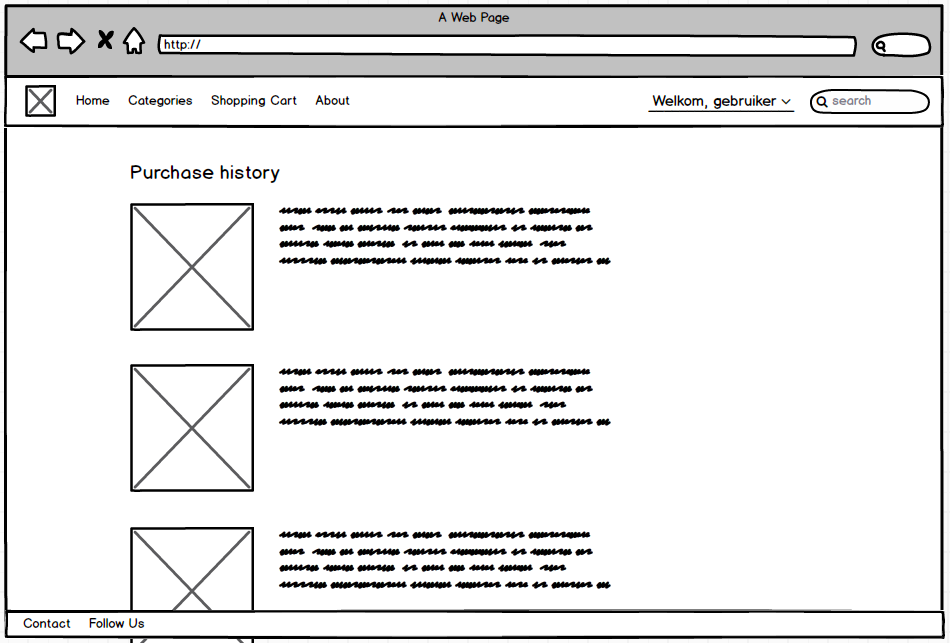 A Web Page
http://
Home Categories Shopping Cart About Welkom, gebruiker search
Purchase history
Contact Follow Us